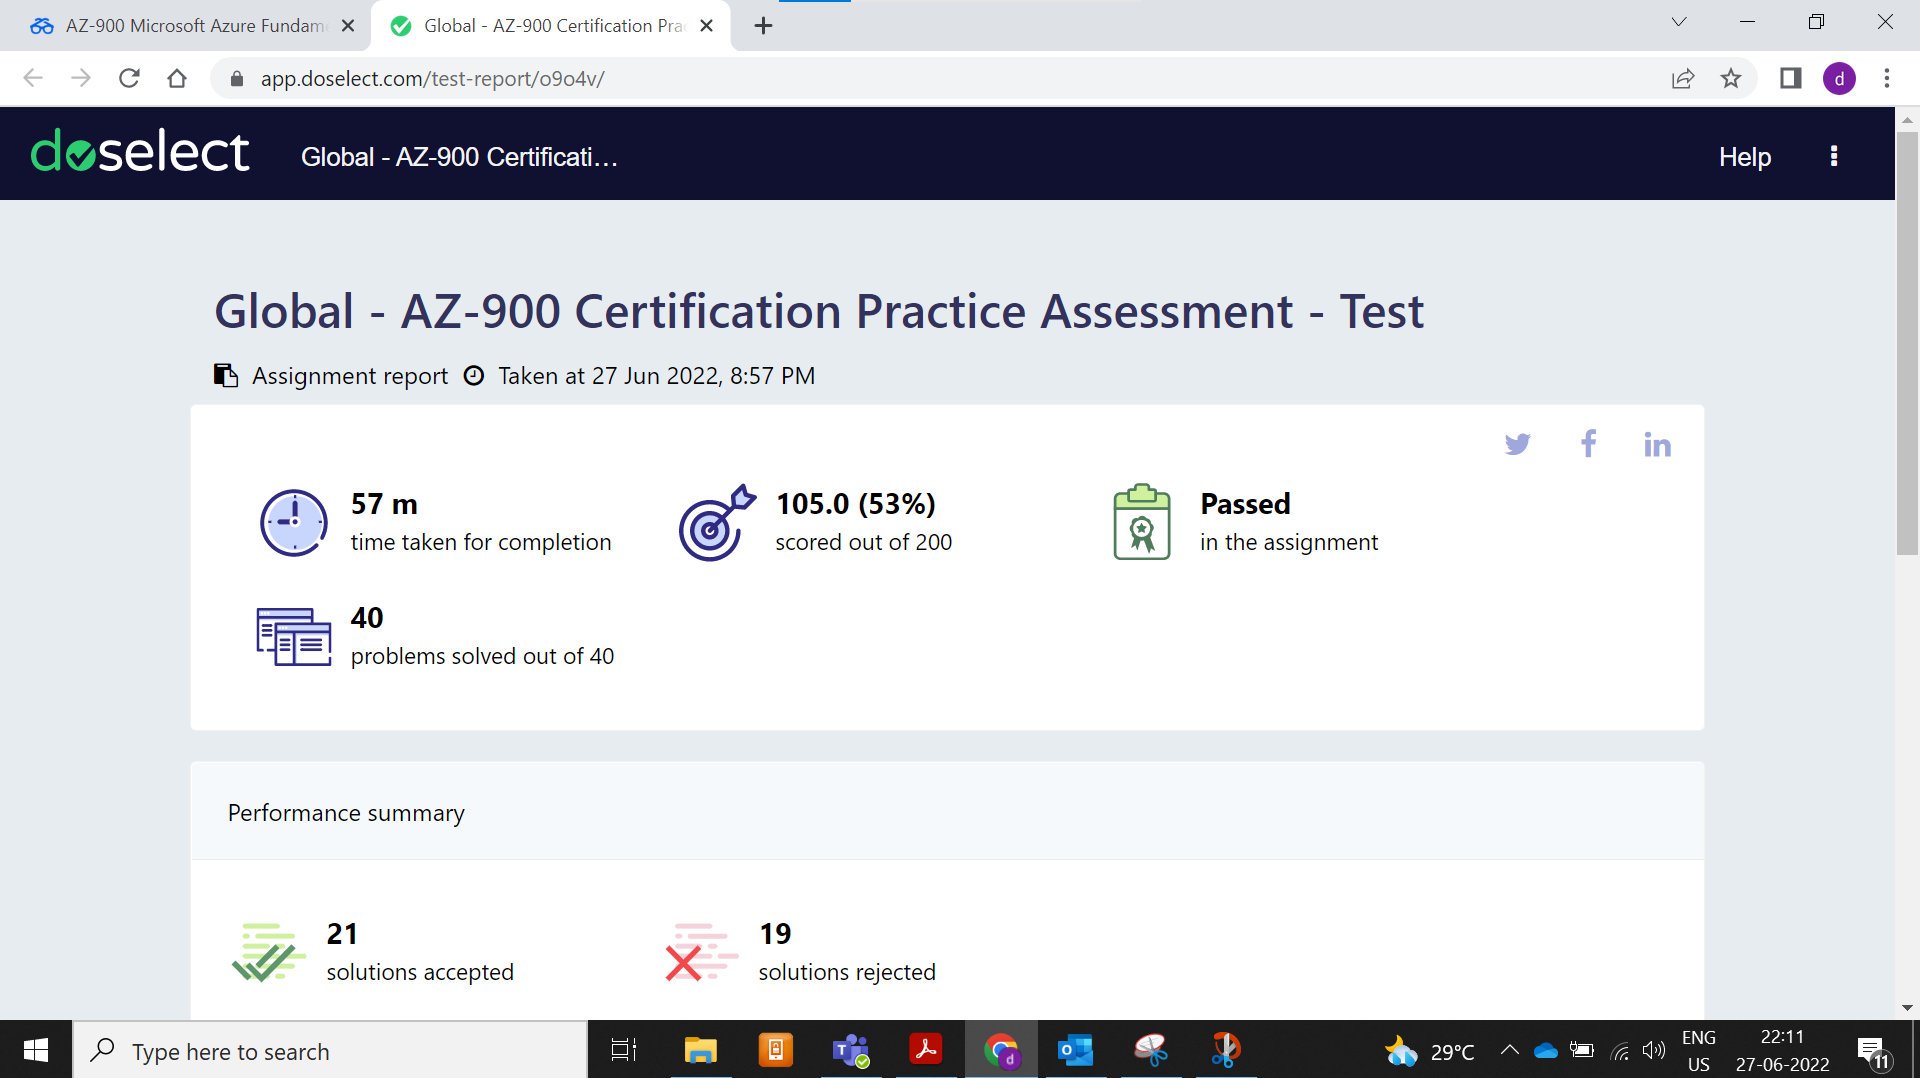 AZ-900 Microsoft Azure Fundam
Global - AZ-900 Certification Pra
app.doselect.com/test-report/o9o4v/
d
doselect
Global - AZ-900 Certificati...
Help
Global - AZ-900 Certification Practice Assessment - Test
Assignment report
Taken at 27 Jun 2022, 8:57 PM
57 m
time taken for completion
105.0 (53%)
scored out of 200
Passed
in the assignment
40
problems solved out of 40
Performance summary
21
solutions accepted
19
solutions rejected
Type here to search
29°C
ENG
US
22:11
27-06-2022
11